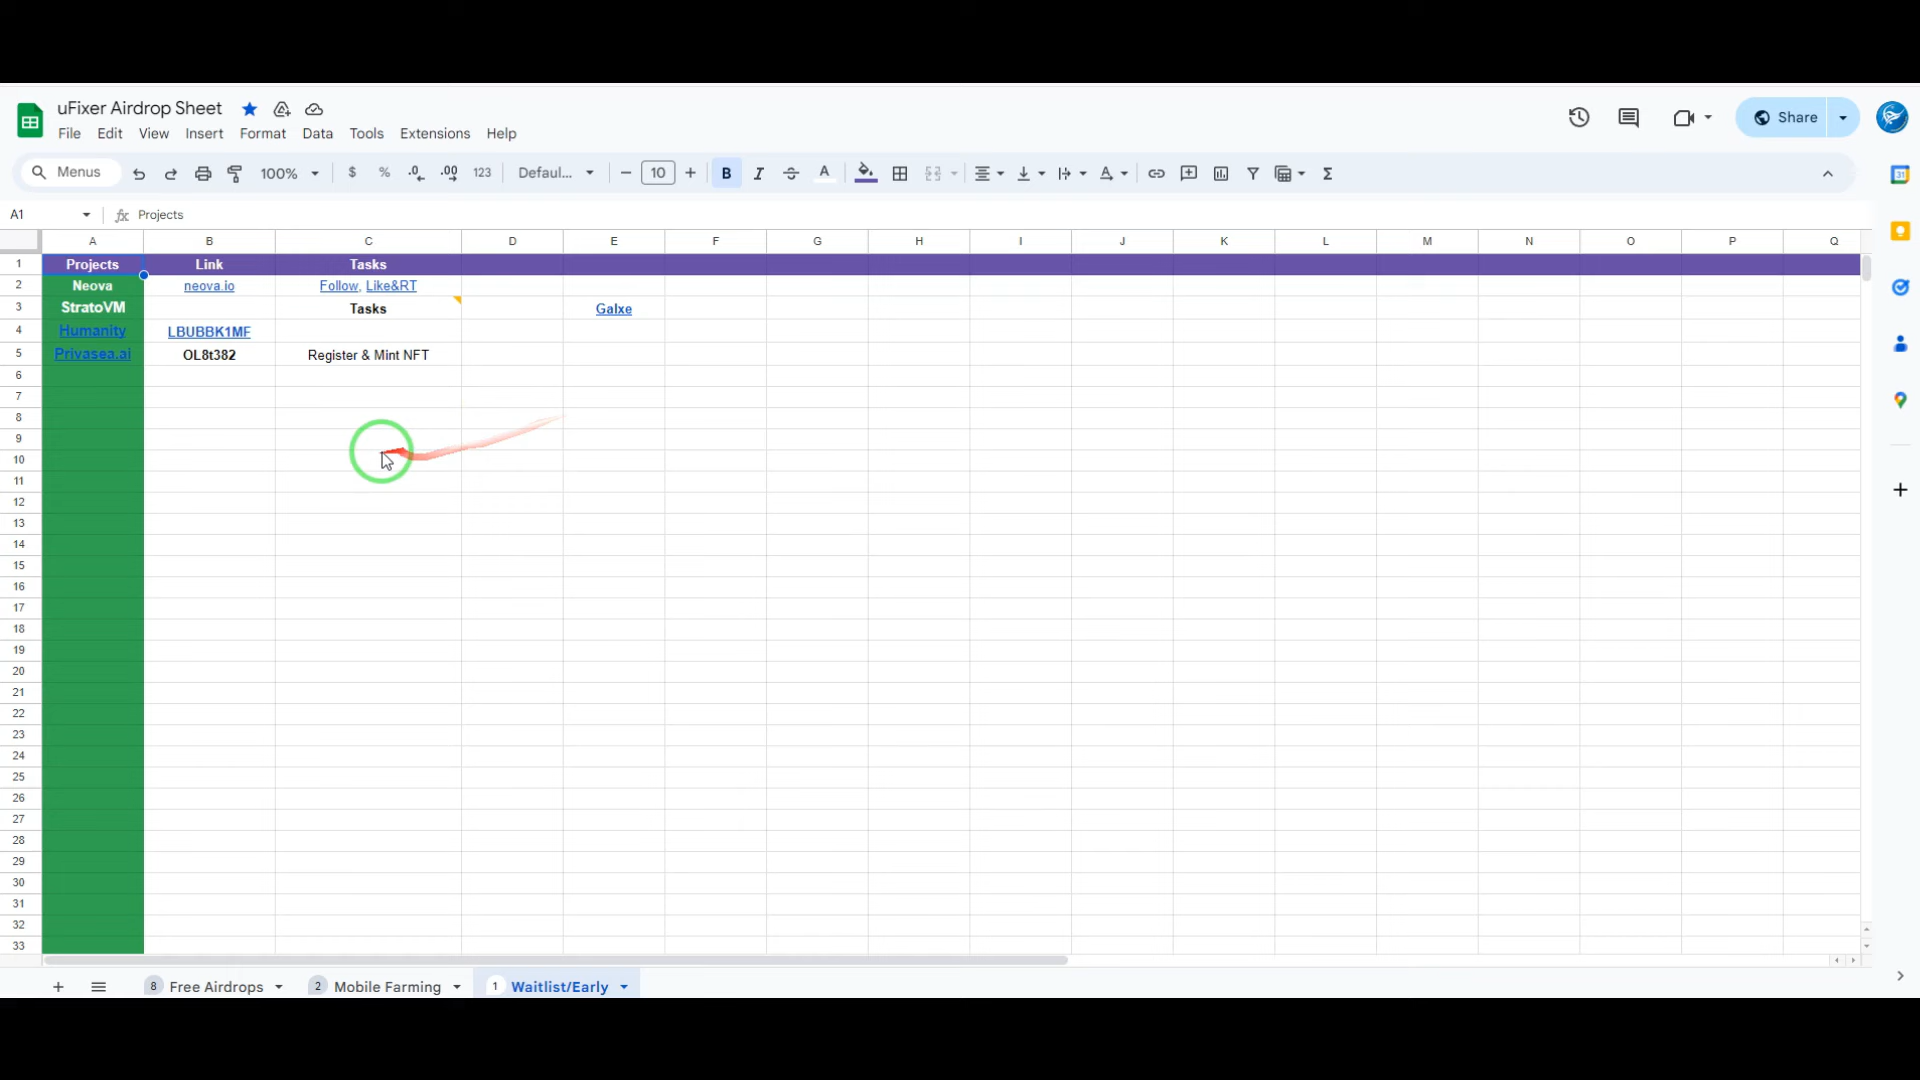 uFixer Airdrop Sheet
File Edit View Insert Format Data Tools Extensions Help
Share
Menus 100% $ % .0 .00 123 Defaul... 10 B I A Σ
A1 fx Projects
A B C D E F G H I J K L M N O P Q
1 Projects Link Tasks
2 Neova neova.io Follow, Like&RT
3 StratoVM Tasks Galxe
4 Humanity LBUBBK1MF
5 Privasea.ai OL8t382 Register & Mint NFT
6
7
8
9
10
11
12
13
14
15
16
17
18
19
20
21
22
23
24
25
26
27
28
29
30
31
32
33
8 Free Airdrops 2 Mobile Farming 1 Waitlist/Early